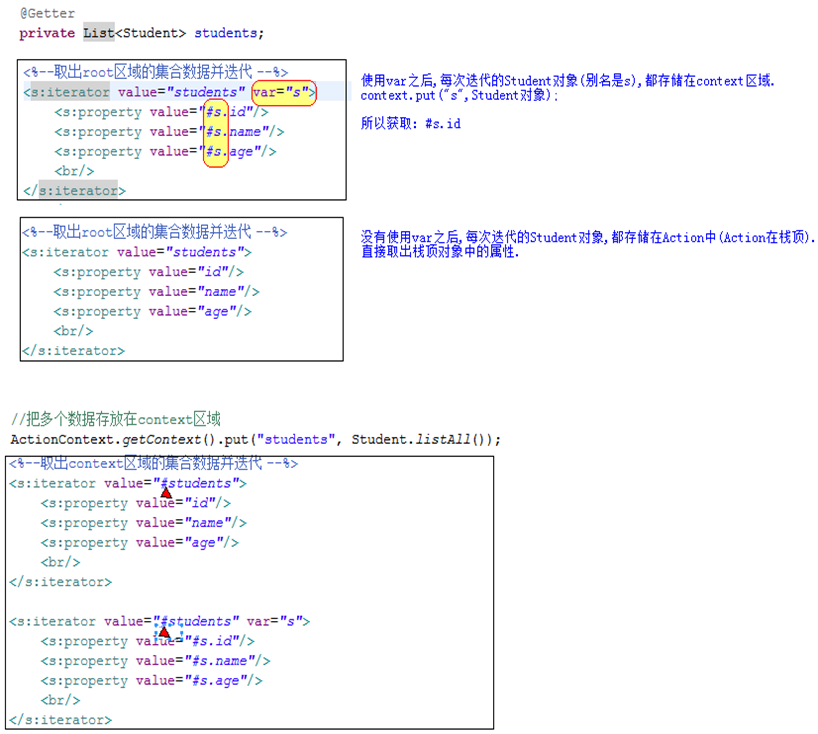 @Getter
private List<Student> students;
<%--取出root区域的集合数据并迭代 --%>
<s:iterator value="students" var="s">
<s:property value="#s.id"/>
<s:property value="#s.name"/>
<s:property value="#s.age"/>
<br/>
</s:iterator>
使用var之后,每次迭代的Student对象(别名是s),都存储在context区域.
context.put("s",Student对象);
所以获取: #s.id
<%--取出root区域的集合数据并迭代 --%>
<s:iterator value="students">
<s:property value="id"/>
<s:property value="name"/>
<s:property value="age"/>
<br/>
</s:iterator>
没有使用var之后,每次迭代的Student对象,都存储在Action中(Action在栈顶).
直接取出栈顶对象中的属性.
//把多个数据存放在context区域
ActionContext.getContext().put("students", Student.listAll());
<%--取出context区域的集合数据并迭代 --%>
<s:iterator value="#students">
<s:property value="id"/>
<s:property value="name"/>
<s:property value="age"/>
<br/>
</s:iterator>
<s:iterator value="#students" var="s">
<s:property value="#s.id"/>
<s:property value="#s.name"/>
<s:property value="#s.age"/>
<br/>
</s:iterator>